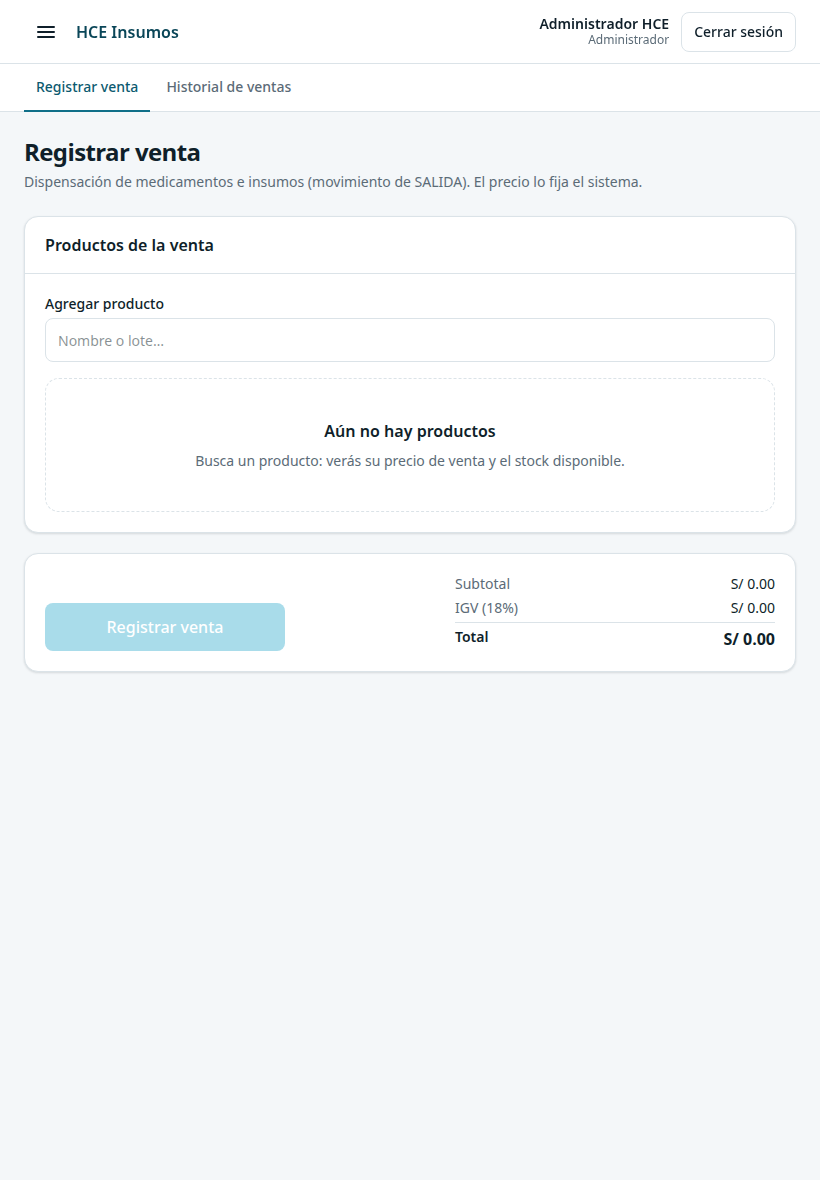 HCE Insumos
Administrador HCE
Administrador
Cerrar sesión
Registrar venta
Historial de ventas
Registrar venta
Dispensación de medicamentos e insumos (movimiento de SALIDA). El precio lo fija el sistema.
Productos de la venta
Agregar producto
Nombre o lote...
Aún no hay productos
Busca un producto: verás su precio de venta y el stock disponible.
Registrar venta
Subtotal S/ 0.00
IGV (18%) S/ 0.00
Total S/ 0.00